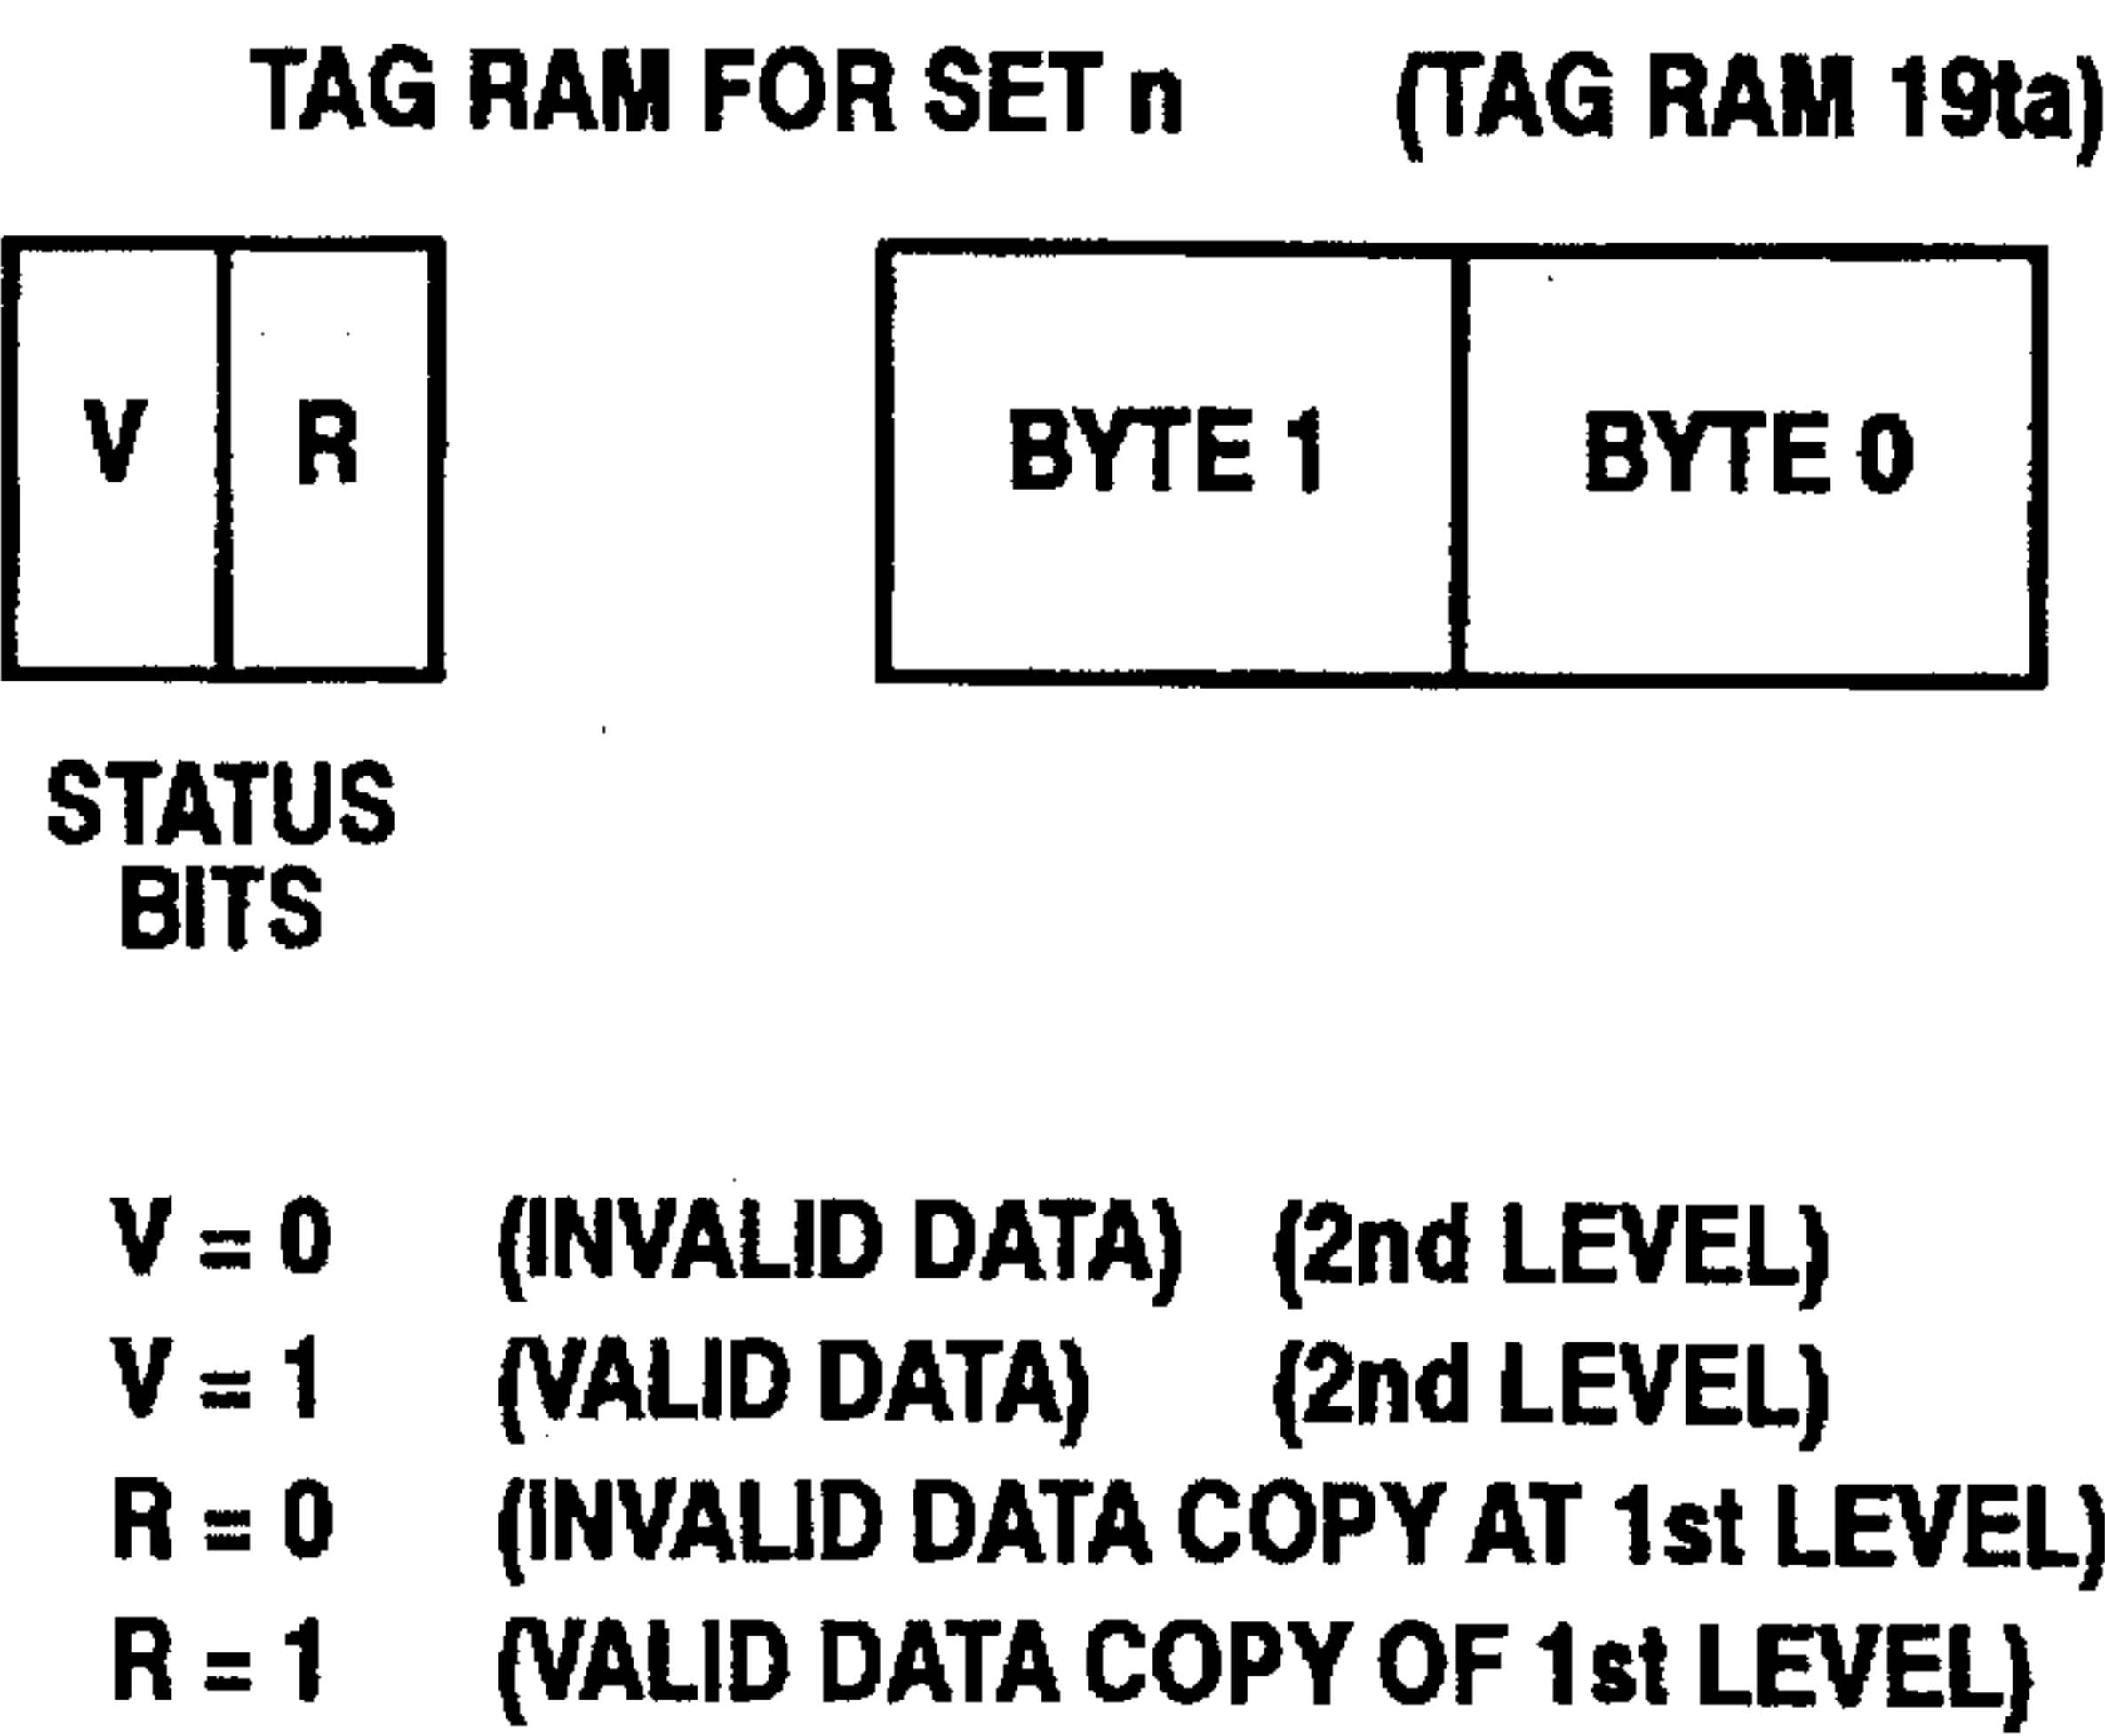 TAG RAM FOR SET n (TAG RAM 19ta)
V R BYTE 1 BYTE 0
STATUS
BITS
V = 0 (INVALID DATA) (2nd LEVEL)
V = 1 (VALID DATA) (2nd LEVEL)
R = 0 (INVALID DATA COPY AT 1st LEVEL)
R = 1 (VALID DATA COPY OF 1st LEVEL)